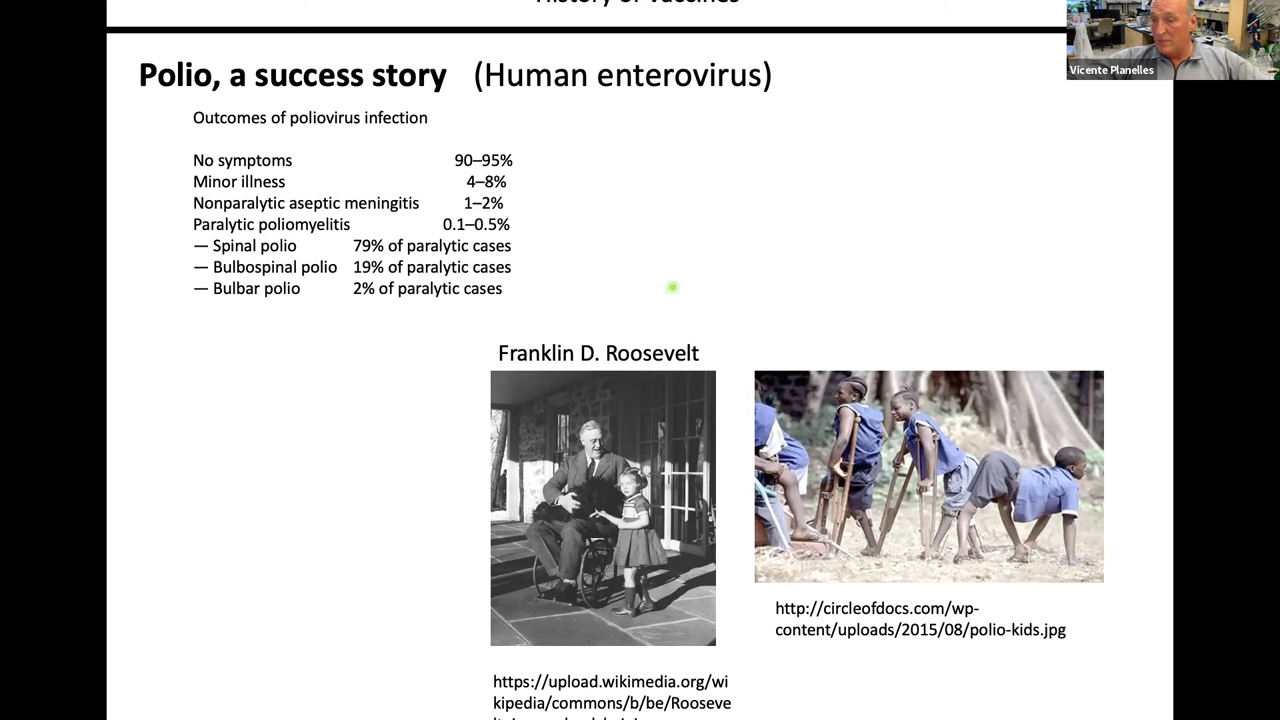 History of vaccines
Vicente Planelles
Polio, a success story (Human enterovirus)
Outcomes of poliovirus infection
No symptoms 90–95%
Minor illness 4–8%
Nonparalytic aseptic meningitis 1–2%
Paralytic poliomyelitis 0.1–0.5%
— Spinal polio 79% of paralytic cases
— Bulbospinal polio 19% of paralytic cases
— Bulbar polio 2% of paralytic cases
Franklin D. Roosevelt
http://circleofdocs.com/wp-
content/uploads/2015/08/polio-kids.jpg
https://upload.wikimedia.org/wi
kipedia/commons/b/be/Rooseve